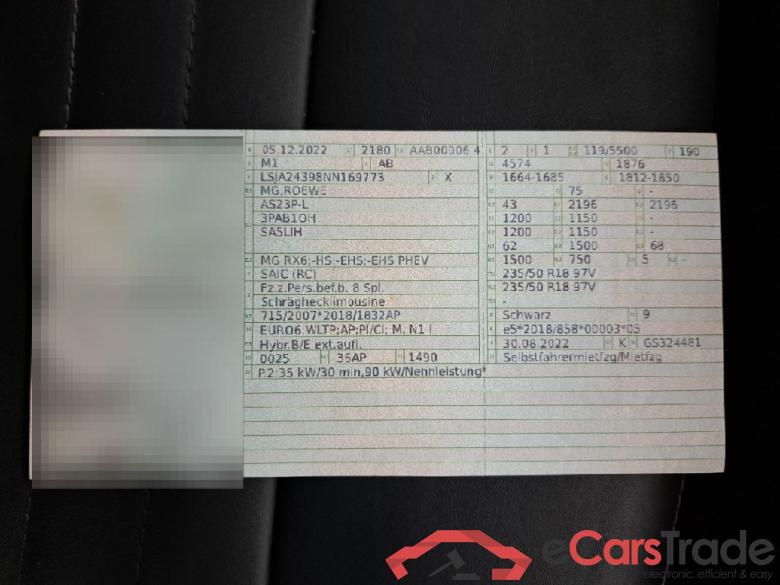 05.12.2022 2180 AAB00006 4 2 1 119/5500 190
M1 AB 4574 1876
LSJA24398NN169773 X 1664-1685 1812-1850
MG,ROEWE 75 -
AS23P-L 43 2196 2196
3PAB1OH 1200 1150 -
SA5LIH 1200 1150 -
62 1500 68
MG RX6;-HS;-EHS;-EHS PHEV 1500 750 5 -
SAIC (RC) 235/50 R18 97V
Fz.z.Pers.bef.b. 8 Spl. 235/50 R18 97V
Schräghecklimousine -
715/2007*2018/1832AP Schwarz 9
EURO6;WLTP;AP;PI/CI; M, N1 I e5*2018/858*00003*05
Hybr.B/E ext.aufl. 30.08.2022 K GS324481
0025 36AP 1490 Selbstfahrermietfzg/Mietfzg
P.2:35 kW/30 min,90 kW/Nennleistung*
eCarsTrade
electronic, efficient & easy